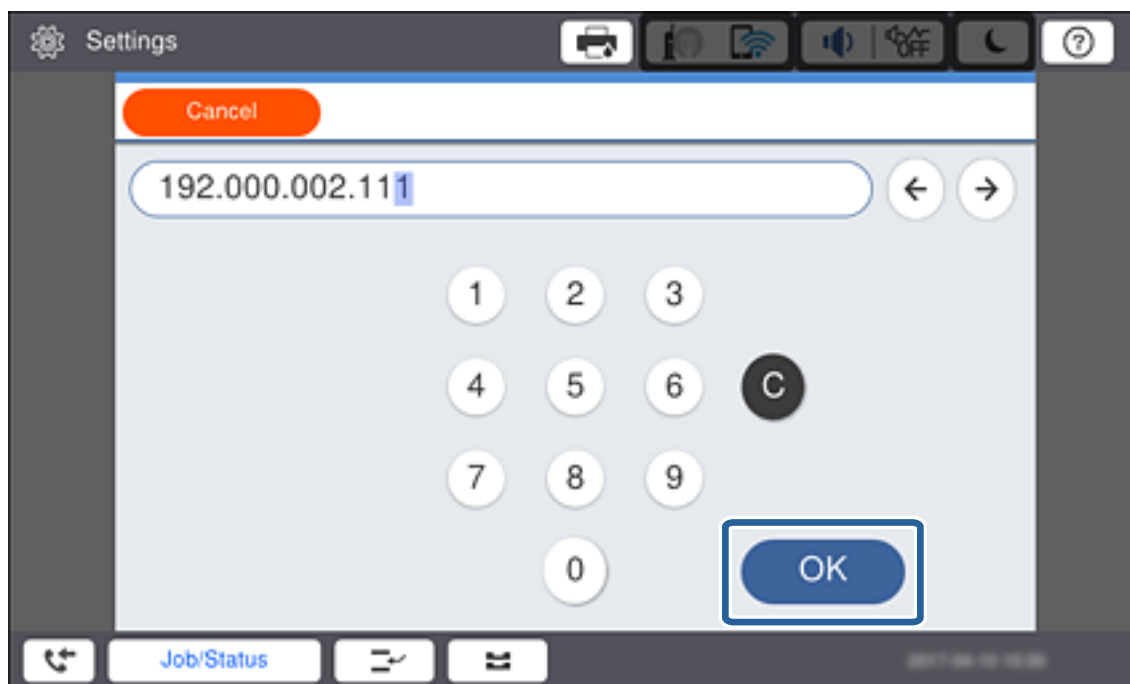 Settings
OFF
?
Cancel
192.000.002.111
1 2 3
4 5 6 C
7 8 9
0 OK
Job/Status